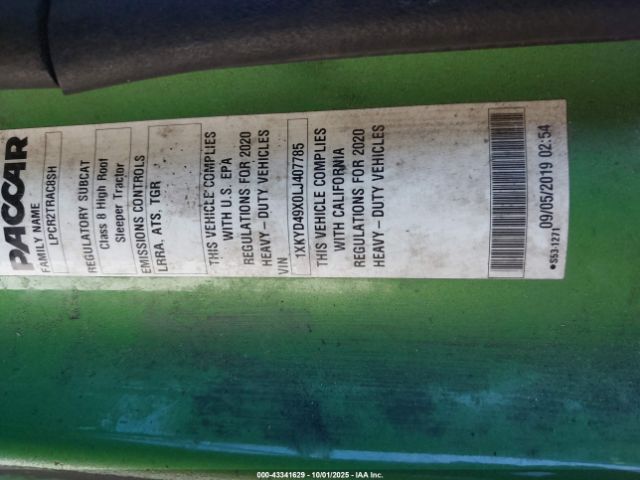 PACCAR
FAMILY NAME
LPCR2TRAC8SH
REGULATORY SUBCAT
Class 8 High Roof
Sleeper Tractor
EMISSIONS CONTROLS
LRRA, ATS, TGR
THIS VEHICLE COMPLIES
WITH U.S. EPA
REGULATIONS FOR 2020
HEAVY – DUTY VEHICLES
VIN
1XKYD49X0LJ407785
THIS VEHICLE COMPLIES
WITH CALIFORNIA
REGULATIONS FOR 2020
HEAVY – DUTY VEHICLES
09/05/2019 02:54
●S53-1271
000-43341629 - 10/01/2025 - IAA Inc.